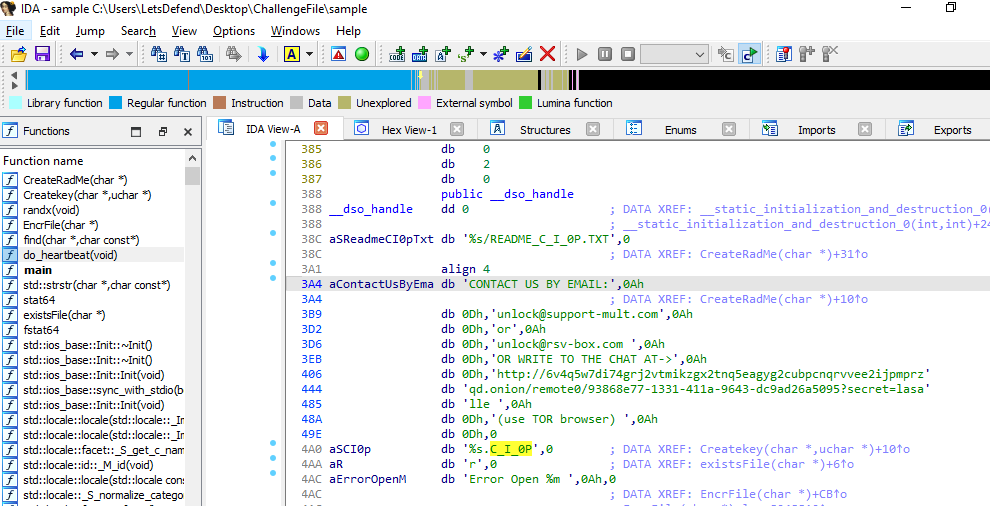 IDA - sample C:\Users\LetsDefend\Desktop\ChallengeFile\sample
File Edit Jump Search View Options Windows Help
Library function Regular function Instruction Data Unexplored External symbol Lumina function
Functions
IDA View-A Hex View-1 Structures Enums Imports Exports
Function name
CreateRadMe(char *)
Createkey(char *,uchar *)
randx(void)
EncrFile(char *)
find(char *,char const*)
do_heartbeat(void)
main
std::strstr(char *,char const*)
stat64
existsFile(char *)
fstat64
std::ios_base::Init::~Init()
std::ios_base::Init::~Init()
std::ios_base::Init::Init(void)
std::ios_base::sync_with_stdio(b
std::ios_base::Init::Init(void)
std::locale::locale(std::locale::_Im
std::locale::locale(std::locale::_Im
std::locale::facet::_S_get_c_nam
std::locale::id::_M_id(void)
std::locale::locale(std::locale cons
std::locale::_S_normalize_catego
385 db 0
386 db 2
387 db 0
388 public __dso_handle
388 __dso_handle dd 0 ; DATA XREF: __static_initialization_and_destruction_0(
388 ; __static_initialization_and_destruction_0(int,int)+24
38C aSReadmeCI0pTxt db '%s/README_C_I_0P.TXT',0
38C ; DATA XREF: CreateRadMe(char *)+31↑o
3A1 align 4
3A4 aContactUsByEma db 'CONTACT US BY EMAIL:',0Ah
3A4 ; DATA XREF: CreateRadMe(char *)+10↑o
3B9 db 0Dh,'unlock@support-mult.com',0Ah
3D2 db 0Dh,'or',0Ah
3D6 db 0Dh,'unlock@rsv-box.com ',0Ah
3EB db 0Dh,'OR WRITE TO THE CHAT AT->',0Ah
406 db 0Dh,'http://6v4q5w7di74grj2vtmikzgx2tnq5eagyg2cubpcnqrvvee2ijpmprz'
444 db 'qd.onion/remote0/93868e77-1331-411a-9643-dc9ad26a5095?secret=lasa'
485 db 'lle ',0Ah
48A db 0Dh,'(use TOR browser) ',0Ah
49E db 0Dh,0
4A0 aSCI0p db '%s.C_I_0P',0 ; DATA XREF: Createkey(char *,uchar *)+10↑o
4AA aR db 'r',0 ; DATA XREF: existsFile(char *)+6↑o
4AC aErrorOpenM db 'Error Open %m ',0Ah,0
4AC ; DATA XREF: EncrFile(char *)+CB↑o